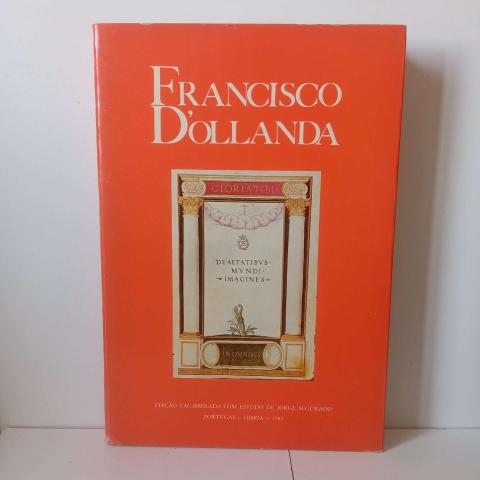 FRANCISCO
D'OLLANDA
GLORIA TIBI
DE AETATIBVS·
MVNDI·
IMAGINES
IN OMNIBVS
EDIÇÃO FAC-SIMILADA COM ESTUDO DE JORGE SEGURADO
PORTUGAL — LISBOA —